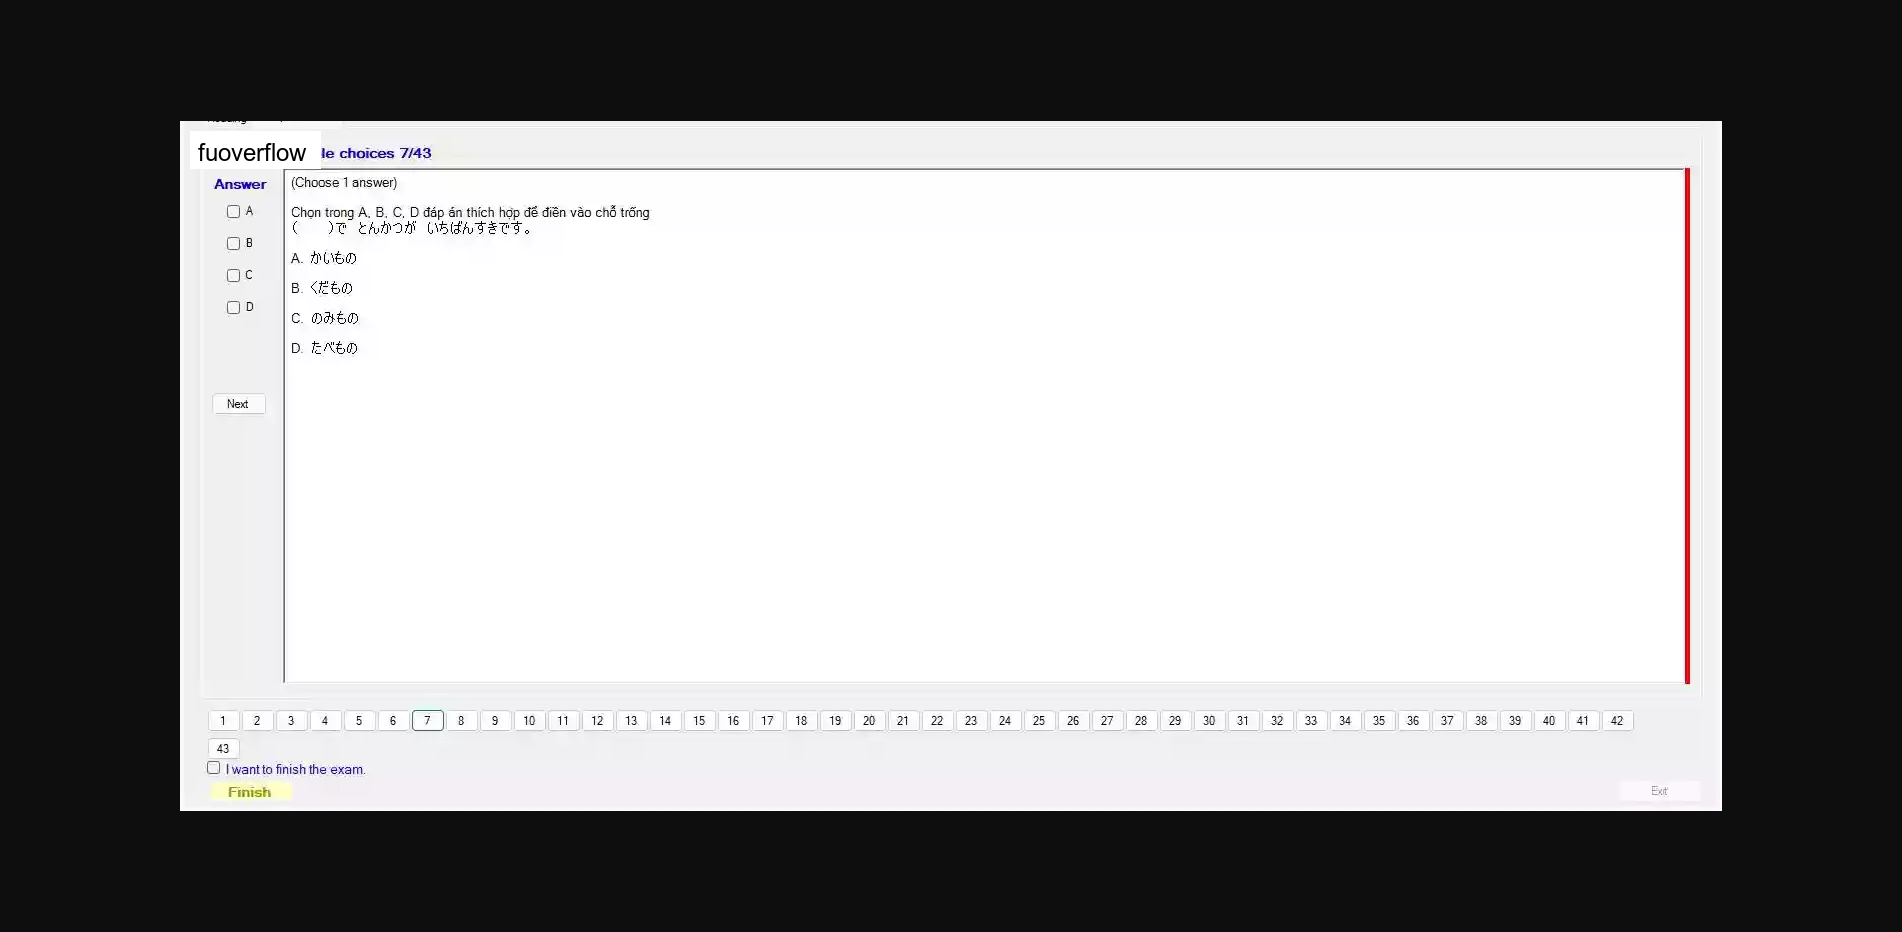 fuoverflow
le choices 7/43
Answer
(Choose 1 answer)
A
B
C
D
Chọn trong A, B, C, D đáp án thích hợp để điền vào chỗ trống
(　　)で　とんかつが　いちばんすきです。
A. かいもの
B. くだもの
C. のみもの
D. たべもの
Next
1 2 3 4 5 6 7 8 9 10 11 12 13 14 15 16 17 18 19 20 21 22 23 24 25 26 27 28 29 30 31 32 33 34 35 36 37 38 39 40 41 42
43
I want to finish the exam.
Finish
Exit